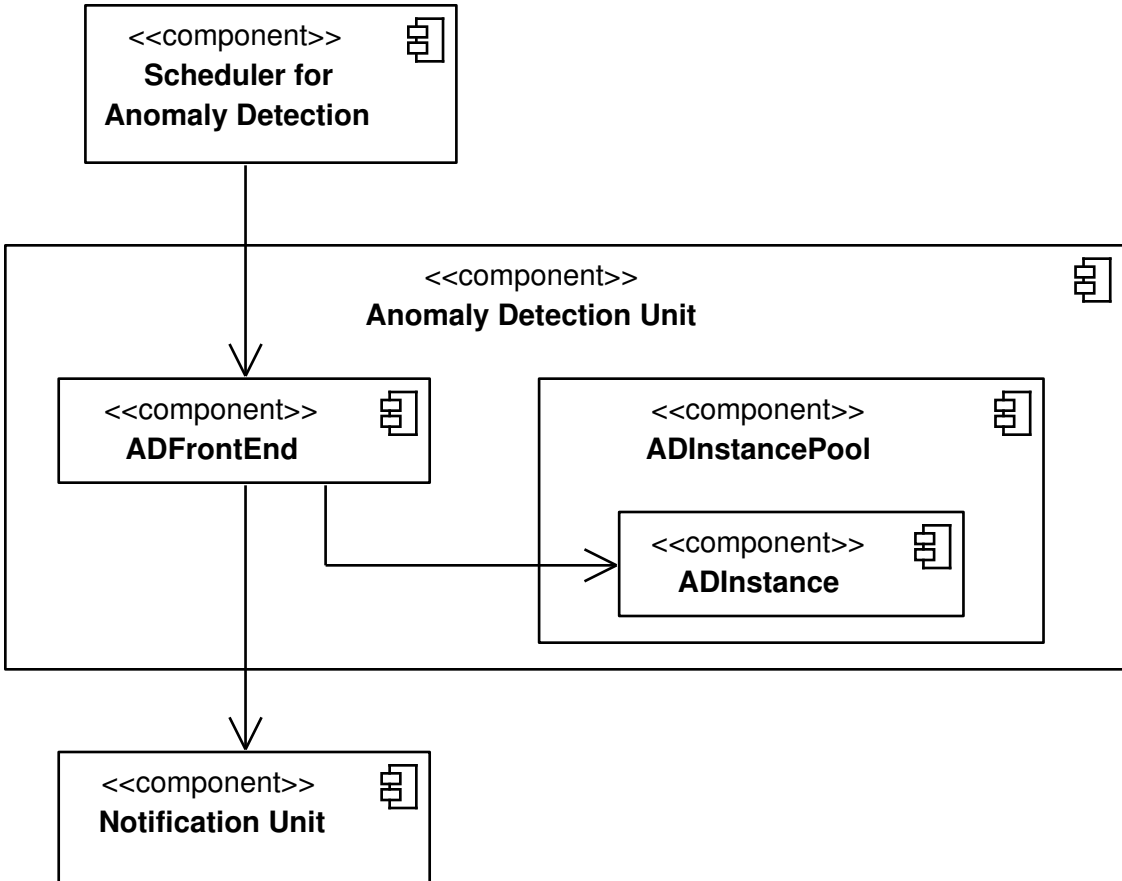 <<component>>
Scheduler for
Anomaly Detection
<<component>>
Anomaly Detection Unit
<<component>>
ADFrontEnd
<<component>>
ADInstancePool
<<component>>
ADInstance
<<component>>
Notification Unit